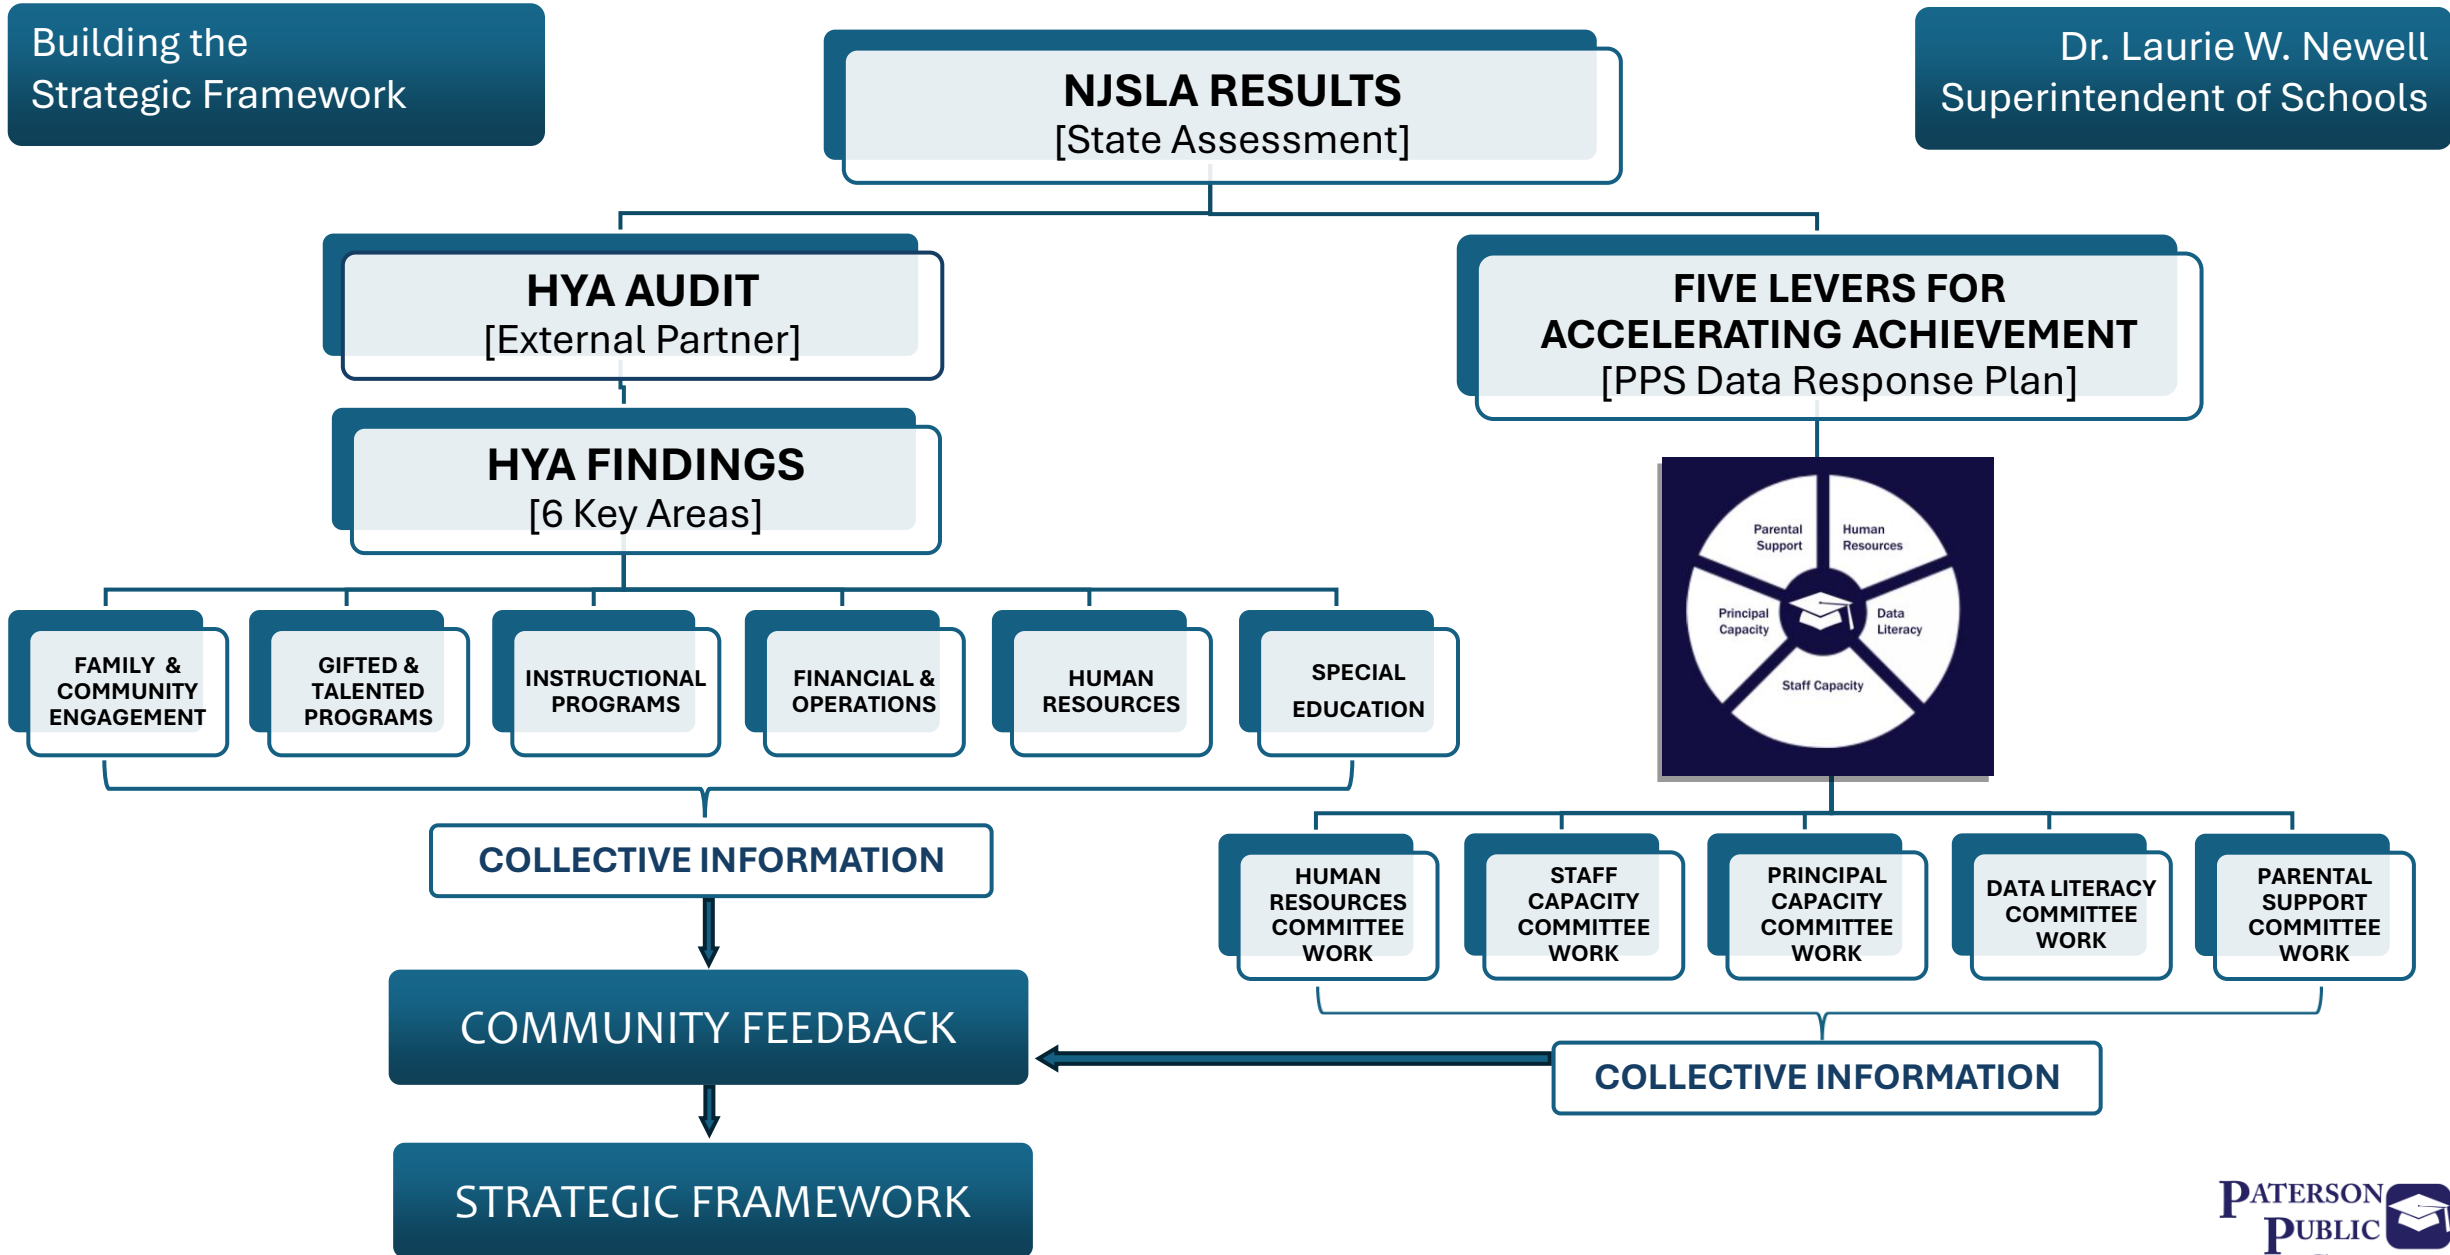 Building the
Strategic Framework
NJSLA RESULTS
[State Assessment]
Dr. Laurie W. Newell
Superintendent of Schools
HYA AUDIT
[External Partner]
FIVE LEVERS FOR
ACCELERATING ACHIEVEMENT
[PPS Data Response Plan]
HYA FINDINGS
[6 Key Areas]
Parental
Support
Human
Resources
Principal
Capacity
Data
Literacy
Staff Capacity
FAMILY &
COMMUNITY
ENGAGEMENT
GIFTED &
TALENTED
PROGRAMS
INSTRUCTIONAL
PROGRAMS
FINANCIAL &
OPERATIONS
HUMAN
RESOURCES
SPECIAL
EDUCATION
COLLECTIVE INFORMATION
HUMAN
RESOURCES
COMMITTEE
WORK
STAFF
CAPACITY
COMMITTEE
WORK
PRINCIPAL
CAPACITY
COMMITTEE
WORK
DATA LITERACY
COMMITTEE
WORK
PARENTAL
SUPPORT
COMMITTEE
WORK
COMMUNITY FEEDBACK
COLLECTIVE INFORMATION
STRATEGIC FRAMEWORK
PATERSON
PUBLIC